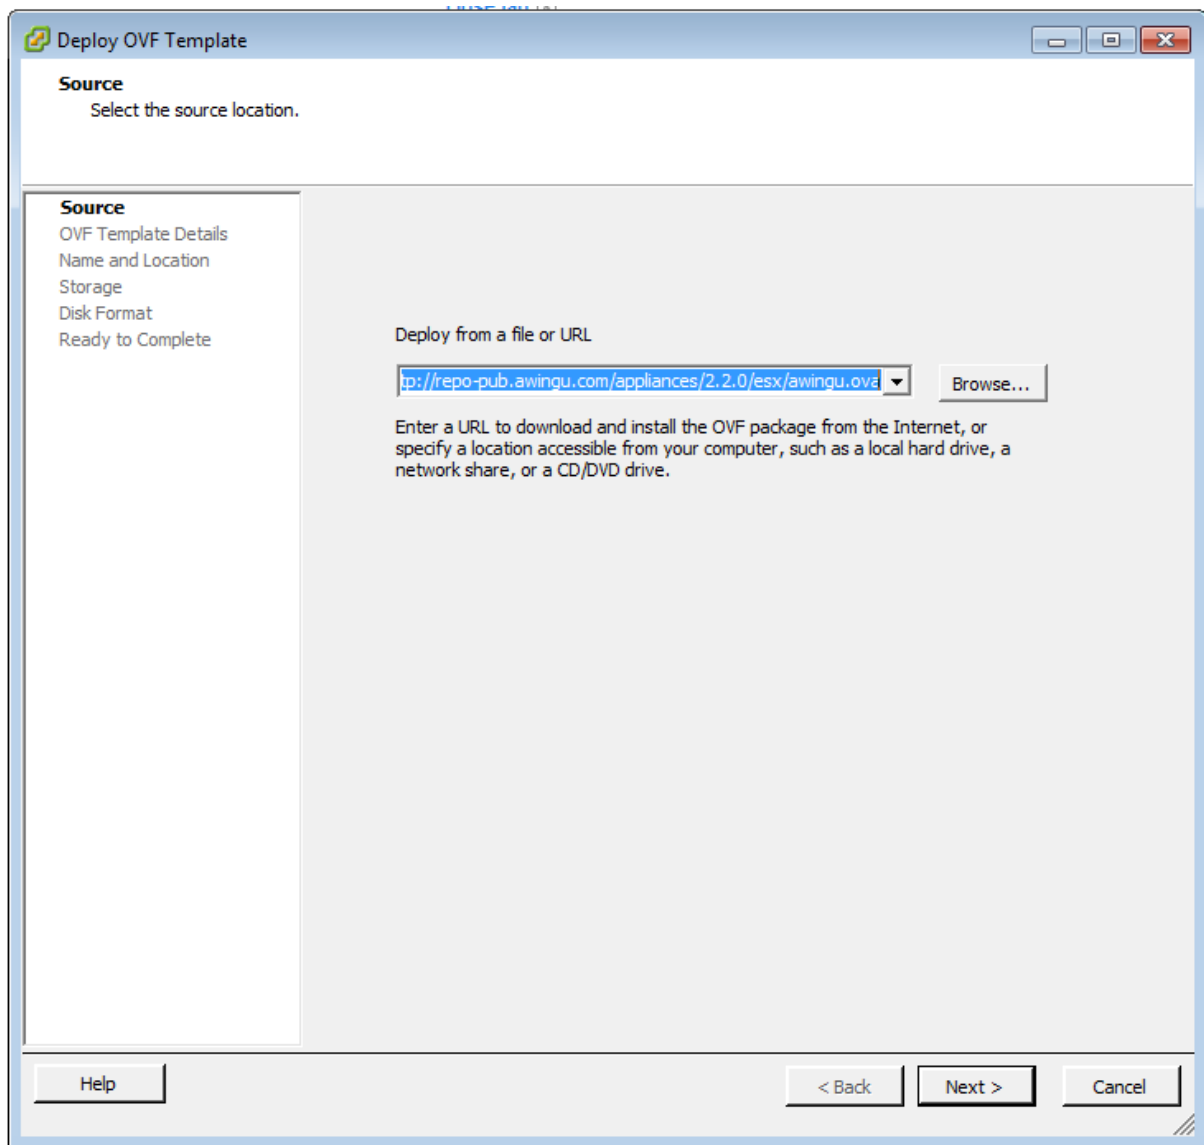 Deploy OVF Template
Source
Select the source location.
Source
OVF Template Details
Name and Location
Storage
Disk Format
Ready to Complete
Deploy from a file or URL
tp://repo-pub.awingu.com/appliances/2.2.0/esx/awingu.ova
Browse...
Enter a URL to download and install the OVF package from the Internet, or
specify a location accessible from your computer, such as a local hard drive, a
network share, or a CD/DVD drive.
Help
< Back
Next >
Cancel